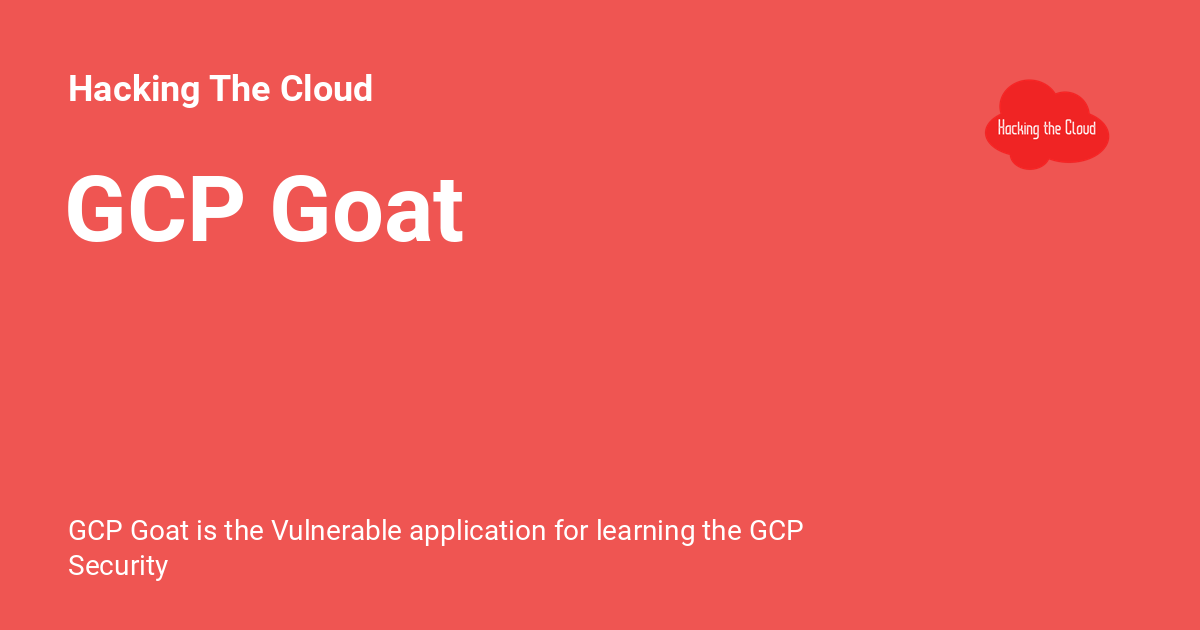 Hacking The Cloud
Hacking the Cloud
GCP Goat
GCP Goat is the Vulnerable application for learning the GCP
Security